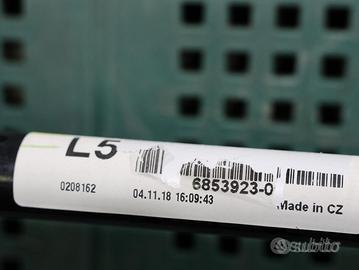 L5
6853923-0
0208162
04.11.18 16:09:43
Made in CZ
subito